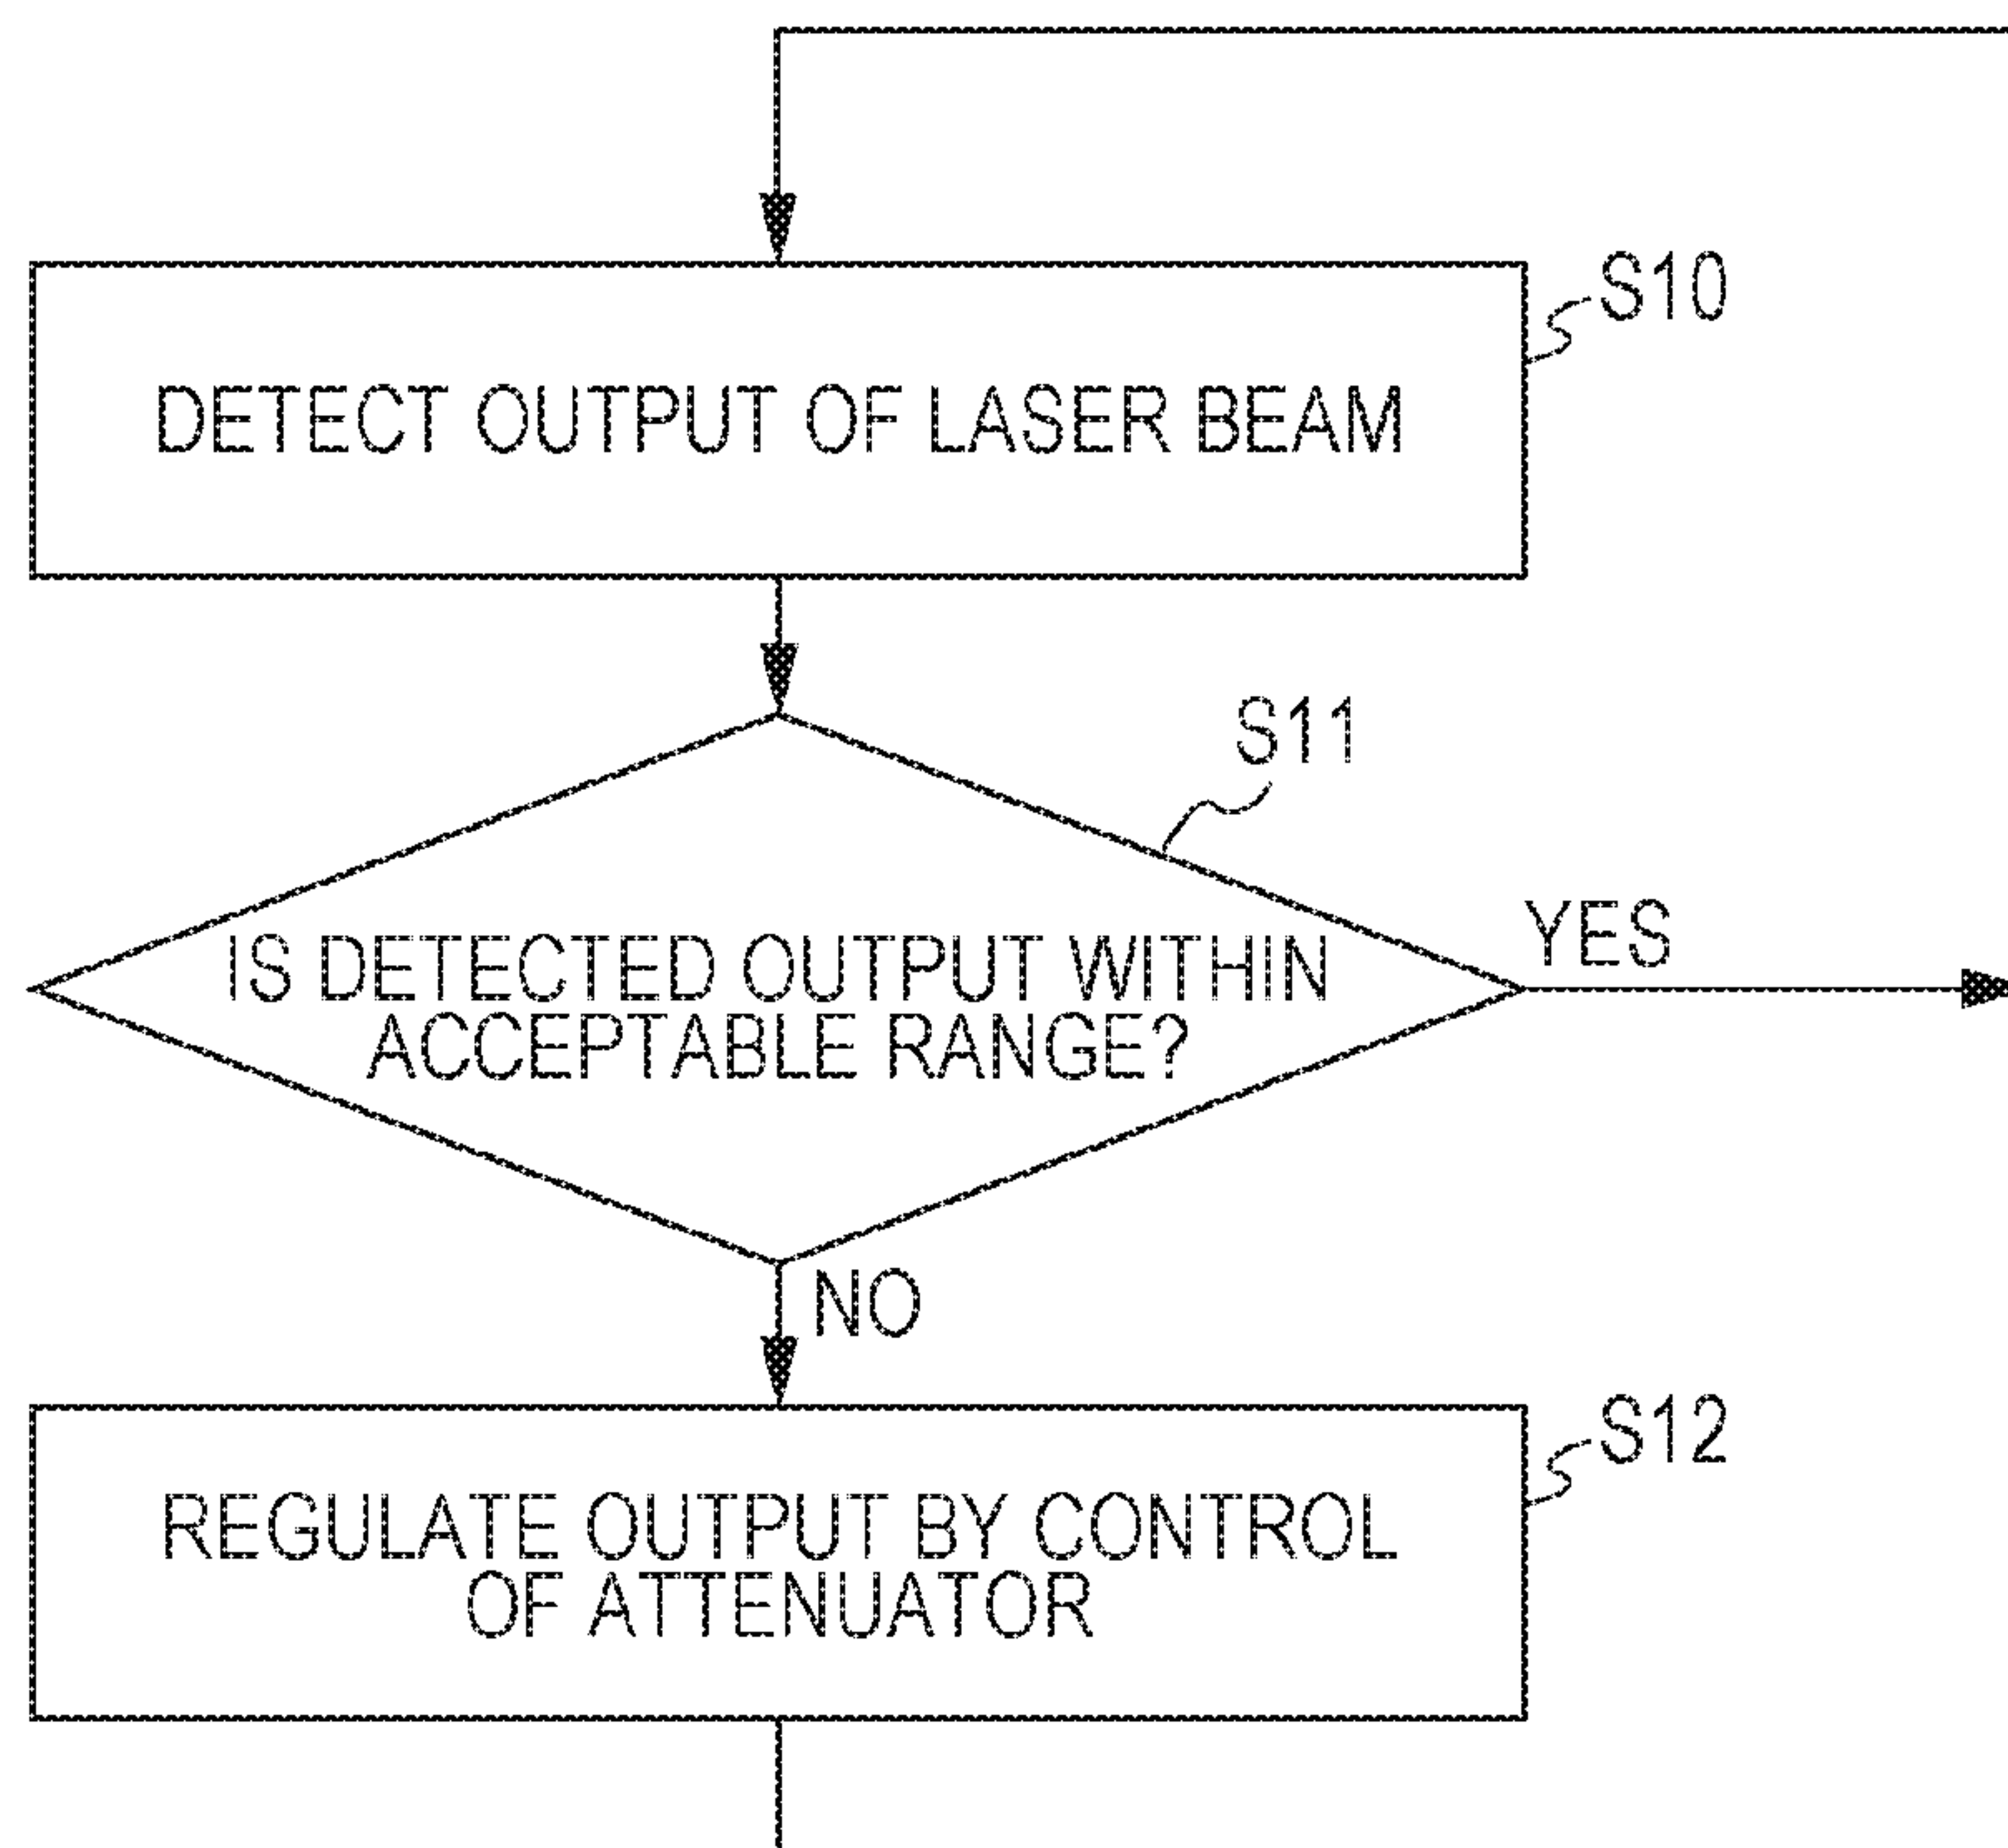 S10
DETECT OUTPUT OF LASER BEAM
S11
IS DETECTED OUTPUT WITHIN
ACCEPTABLE RANGE?
YES
NO
S12
REGULATE OUTPUT BY CONTROL
OF ATTENUATOR